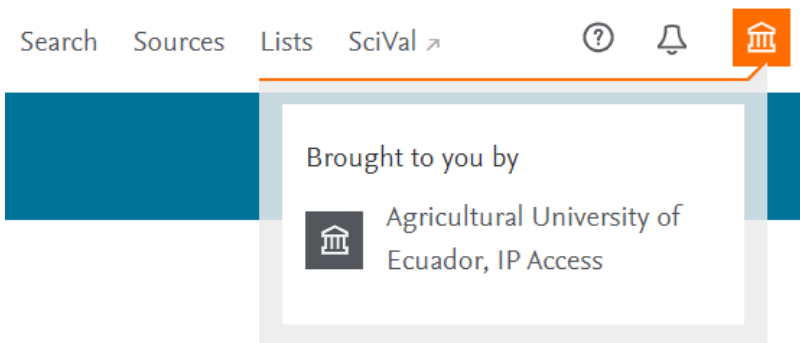 Search Sources Lists SciVal ↗
Brought to you by
Agricultural University of
Ecuador, IP Access